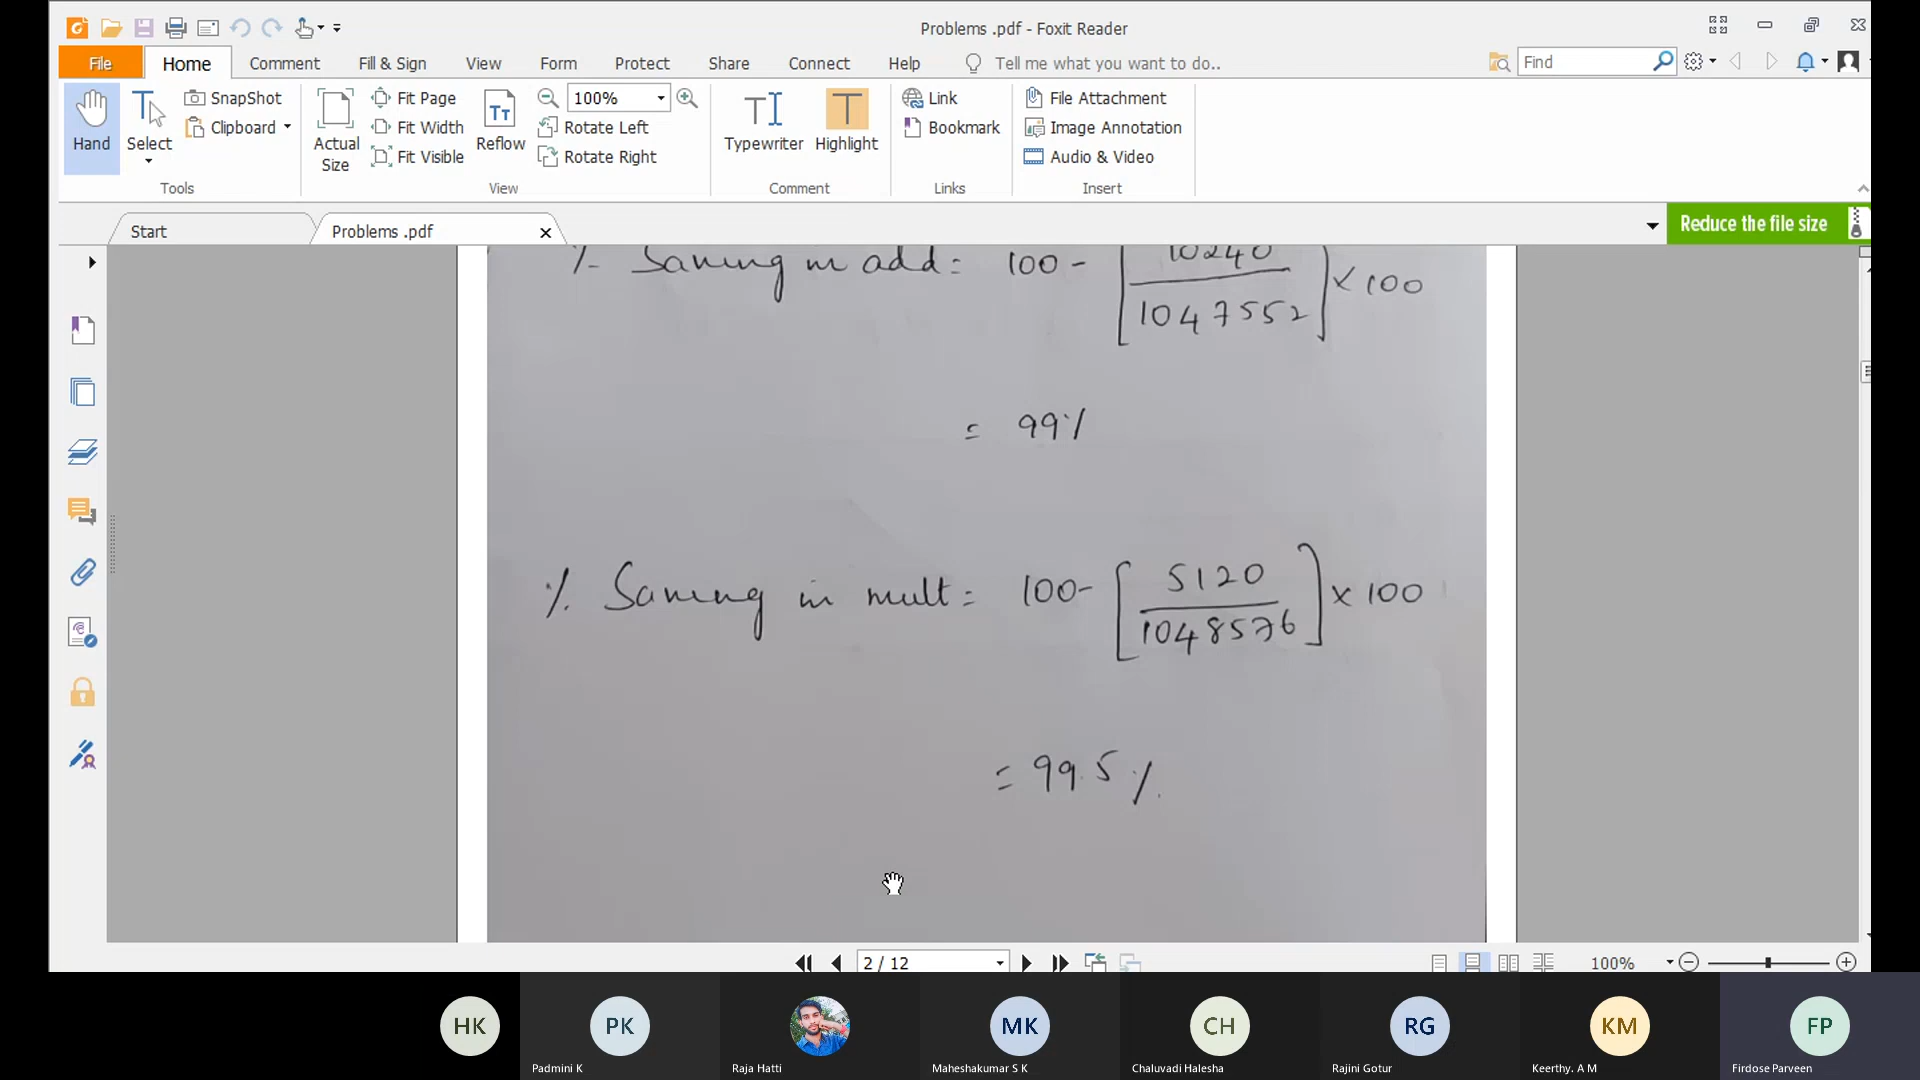 Problems .pdf - Foxit Reader
File Home Comment Fill & Sign View Form Protect Share Connect Help Tell me what you want to do.. Find
Hand Select SnapShot Clipboard Actual Size Fit Page Fit Width Fit Visible Reflow 100% Rotate Left Rotate Right Typewriter Highlight Link Bookmark File Attachment Image Annotation Audio & Video
Tools View Comment Links Insert
Start Problems .pdf Reduce the file size
% Saving in add = 100 - [10240 / 1047552] × 100
= 99%
% Saving in mult = 100 - [5120 / 1048576] × 100
= 99.5 %.
2 / 12 100%
HK PK MK CH RG KM FP
Padmini K Raja Hatti Maheshakumar S K Chaluvadi Halesha Rajini Gotur Keerthy. A M Firdose Parveen